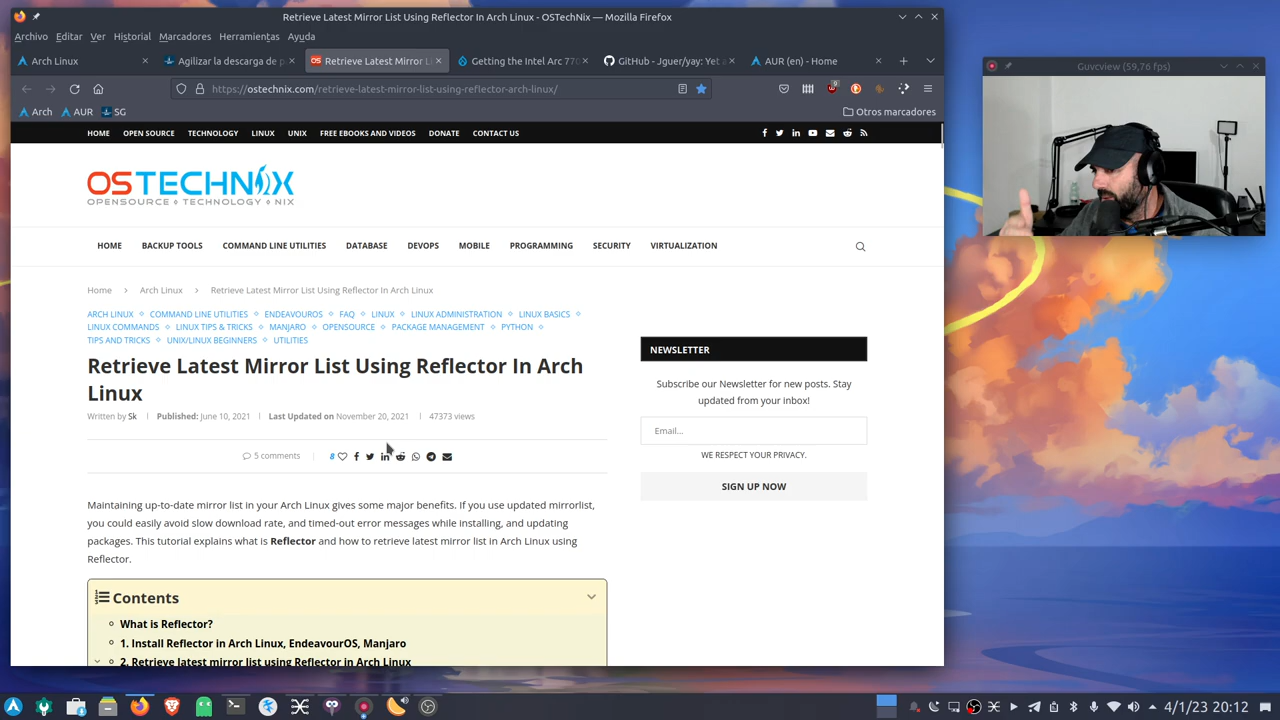 Retrieve Latest Mirror List Using Reflector In Arch Linux - OSTechNix — Mozilla Firefox
Archivo Editar Ver Historial Marcadores Herramientas Ayuda
Arch Linux
Agilizar la descarga de p
Retrieve Latest Mirror Li
Getting the Intel Arc 770
GitHub - Jguer/yay: Yet a
AUR (en) - Home
https://ostechnix.com/retrieve-latest-mirror-list-using-reflector-arch-linux/
Arch AUR SG
Otros marcadores
Guvcview (59,76 fps)
HOME OPEN SOURCE TECHNOLOGY LINUX UNIX FREE EBOOKS AND VIDEOS DONATE CONTACT US
OSTECHNIX
OPENSOURCE TECHNOLOGY NIX
HOME BACKUP TOOLS COMMAND LINE UTILITIES DATABASE DEVOPS MOBILE PROGRAMMING SECURITY VIRTUALIZATION
Home > Arch Linux > Retrieve Latest Mirror List Using Reflector In Arch Linux
ARCH LINUX COMMAND LINE UTILITIES ENDEAVOUROS FAQ LINUX LINUX ADMINISTRATION LINUX BASICS
LINUX COMMANDS LINUX TIPS & TRICKS MANJARO OPENSOURCE PACKAGE MANAGEMENT PYTHON
TIPS AND TRICKS UNIX/LINUX BEGINNERS UTILITIES
Retrieve Latest Mirror List Using Reflector In Arch
Linux
Written by Sk | Published: June 10, 2021 | Last Updated on November 20, 2021 | 47373 views
5 comments
8
Maintaining up-to-date mirror list in your Arch Linux gives some major benefits. If you use updated mirrorlist,
you could easily avoid slow download rate, and timed-out error messages while installing, and updating
packages. This tutorial explains what is Reflector and how to retrieve latest mirror list in Arch Linux using
Reflector.
Contents
What is Reflector?
1. Install Reflector in Arch Linux, EndeavourOS, Manjaro
2. Retrieve latest mirror list using Reflector in Arch Linux
NEWSLETTER
Subscribe our Newsletter for new posts. Stay
updated from your inbox!
Email...
WE RESPECT YOUR PRIVACY.
SIGN UP NOW
4/1/23 20:12